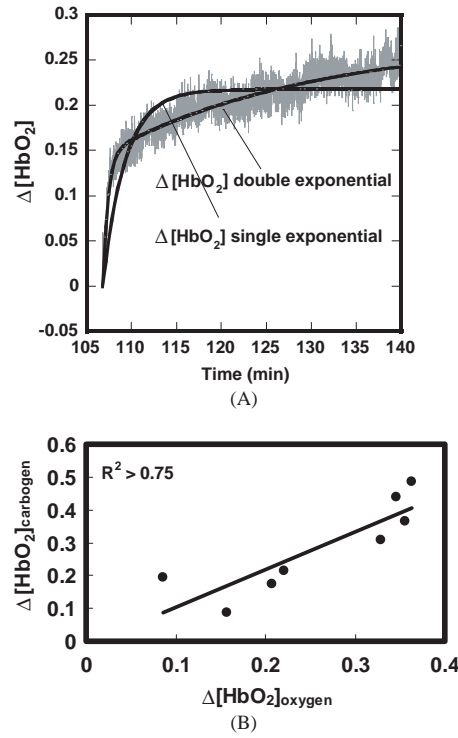 0.3
0.25
0.2
0.15
0.1
0.05
0
-0.05
Δ[HbO2]
Δ[HbO2] double exponential
Δ[HbO2] single exponential
105 110 115 120 125 130 135 140
Time (min)
(A)
0.6
0.5
0.4
0.3
0.2
0.1
0
Δ[HbO2]carbogen
R2 > 0.75
0 0.1 0.2 0.3 0.4
Δ[HbO2]oxygen
(B)